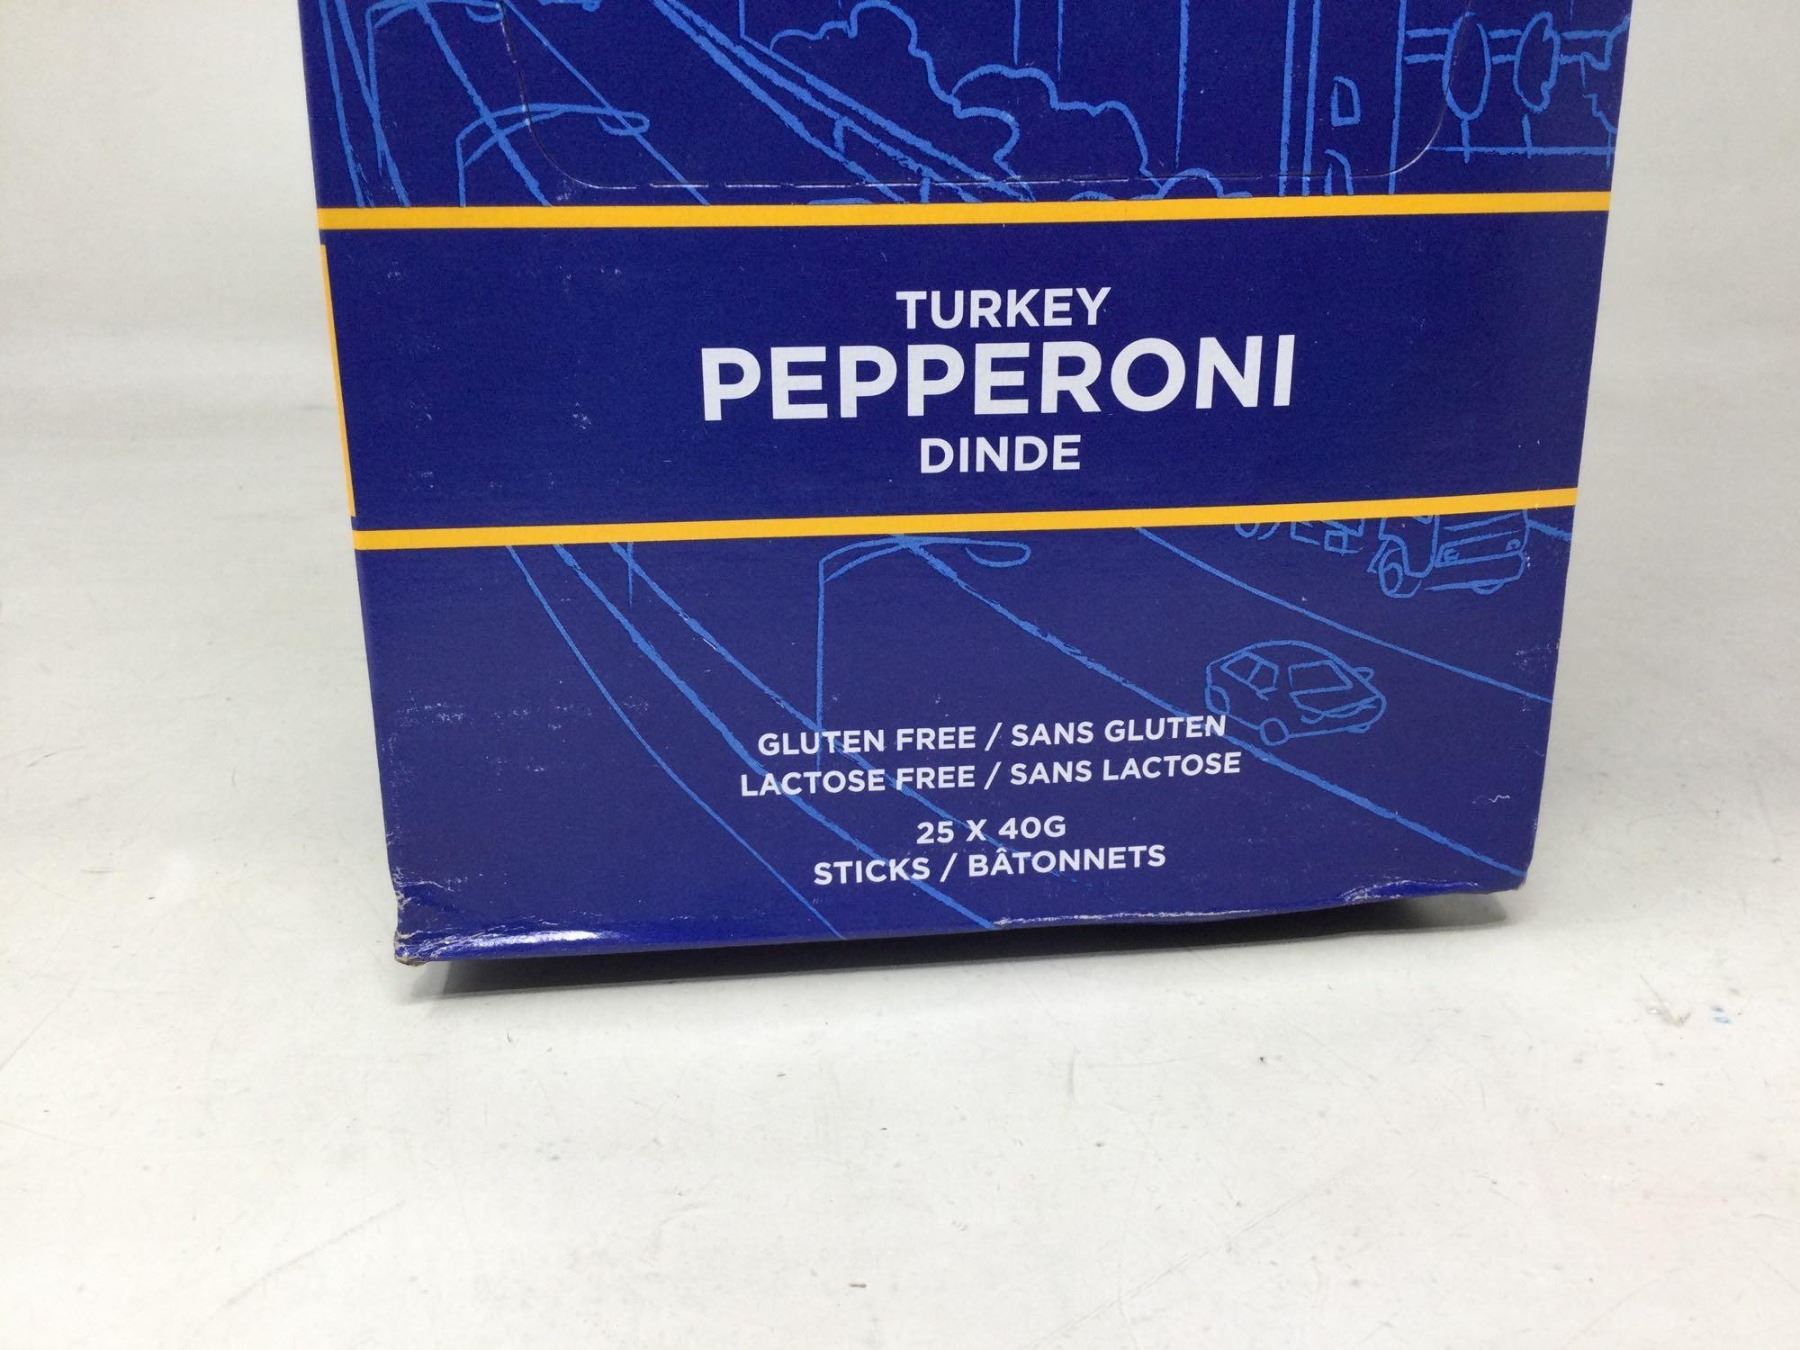 TURKEY
PEPPERONI
DINDE
GLUTEN FREE / SANS GLUTEN
LACTOSE FREE / SANS LACTOSE
25 X 40G
STICKS / BÂTONNETS